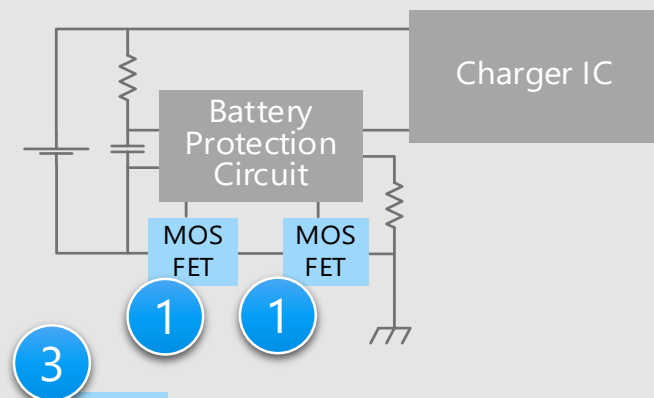 Charger IC
Battery
Protection
Circuit
MOS
FET
MOS
FET
1
1
3